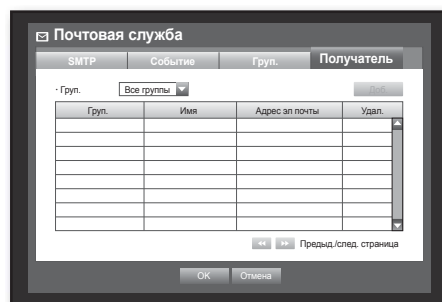 Почтовая служба
SMTP Событие Груп. Получатель
· Груп. Все группы Доб.
Груп. Имя Адрес эл почты Удал.
Предыд./след. страница
OK Отмена